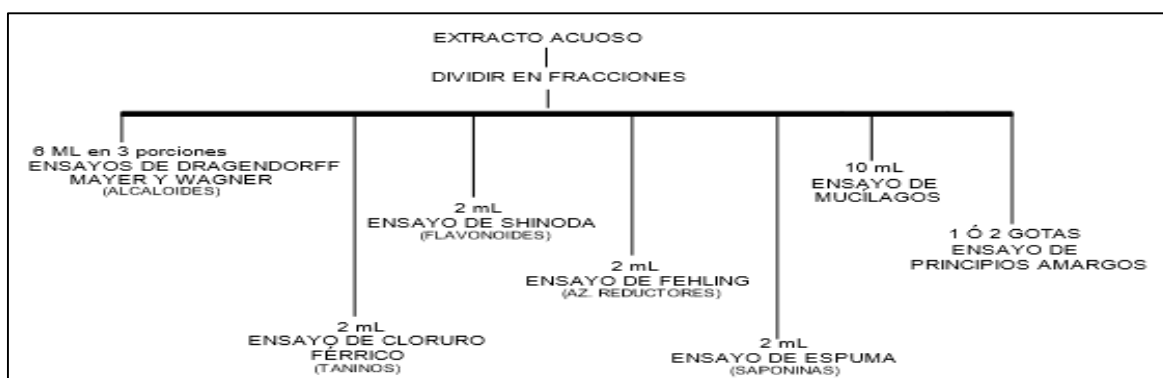 EXTRACTO ACUOSO
DIVIDIR EN FRACCIONES
6 ML en 3 porciones
ENSAYOS DE DRAGENDORFF
MAYER Y WAGNER
(ALCALOIDES)
2 mL
ENSAYO DE CLORURO
FÉRRICO
(TANINOS)
2 mL
ENSAYO DE SHINODA
(FLAVONOIDES)
2 mL
ENSAYO DE FEHLING
(AZ. REDUCTORES)
2 mL
ENSAYO DE ESPUMA
(SAPONINAS)
10 mL
ENSAYO DE
MUCÍLAGOS
1 Ó 2 GOTAS
ENSAYO DE
PRINCIPIOS AMARGOS